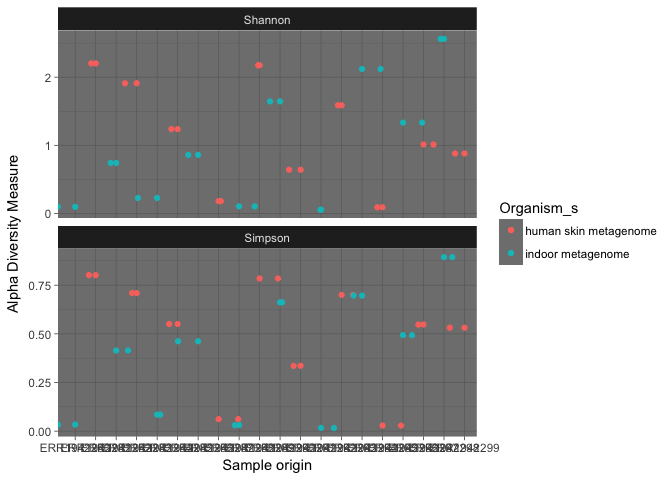 Shannon
2
1
0
Simpson
0.75
0.50
0.25
0.00
Alpha Diversity Measure
Sample origin
Organism_s
human skin metagenome
indoor metagenome